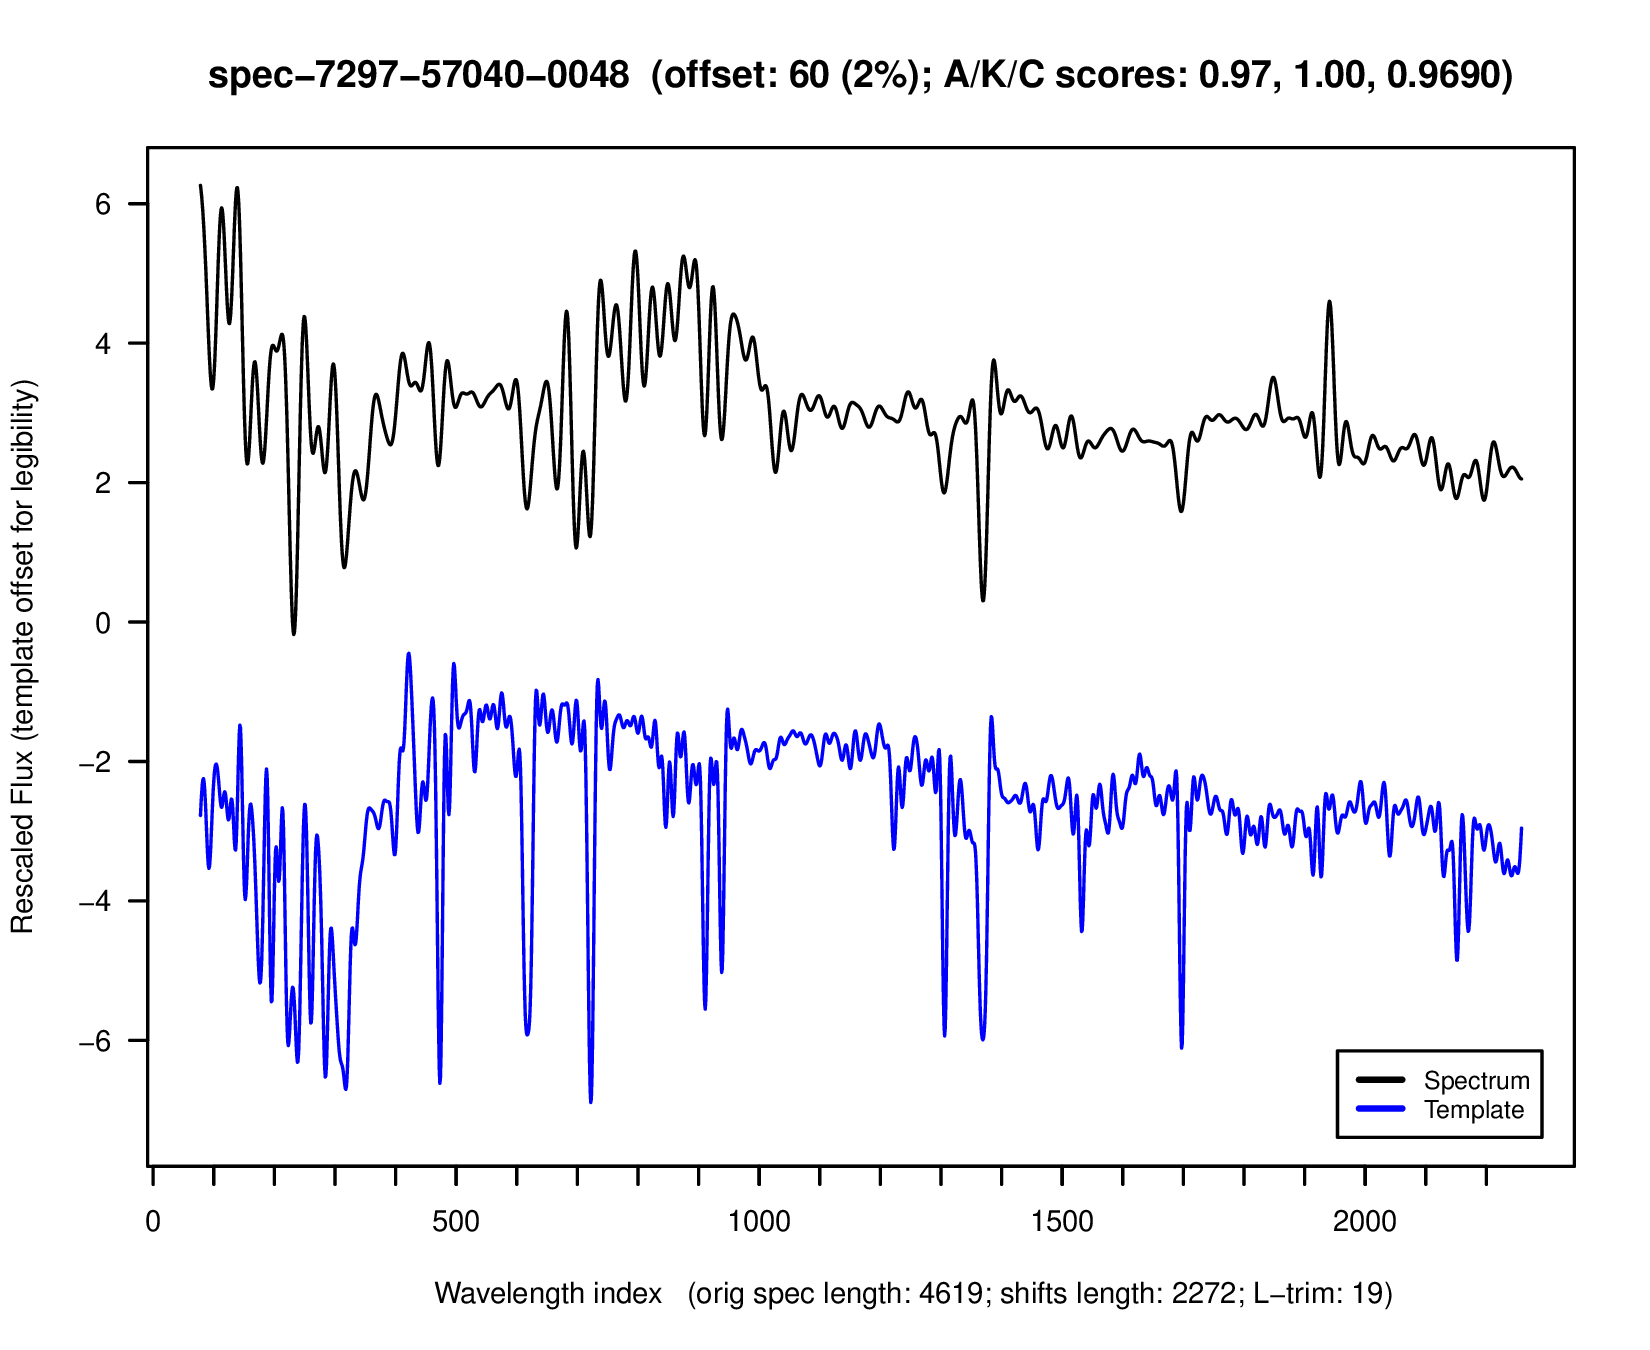 spec−7297−57040−0048 (offset: 60 (2%); A/K/C scores: 0.97, 1.00, 0.9690)
Rescaled Flux (template offset for legibility)
6
4
2
0
−2
−4
−6
Spectrum
Template
0 500 1000 1500 2000
Wavelength index (orig spec length: 4619; shifts length: 2272; L−trim: 19)